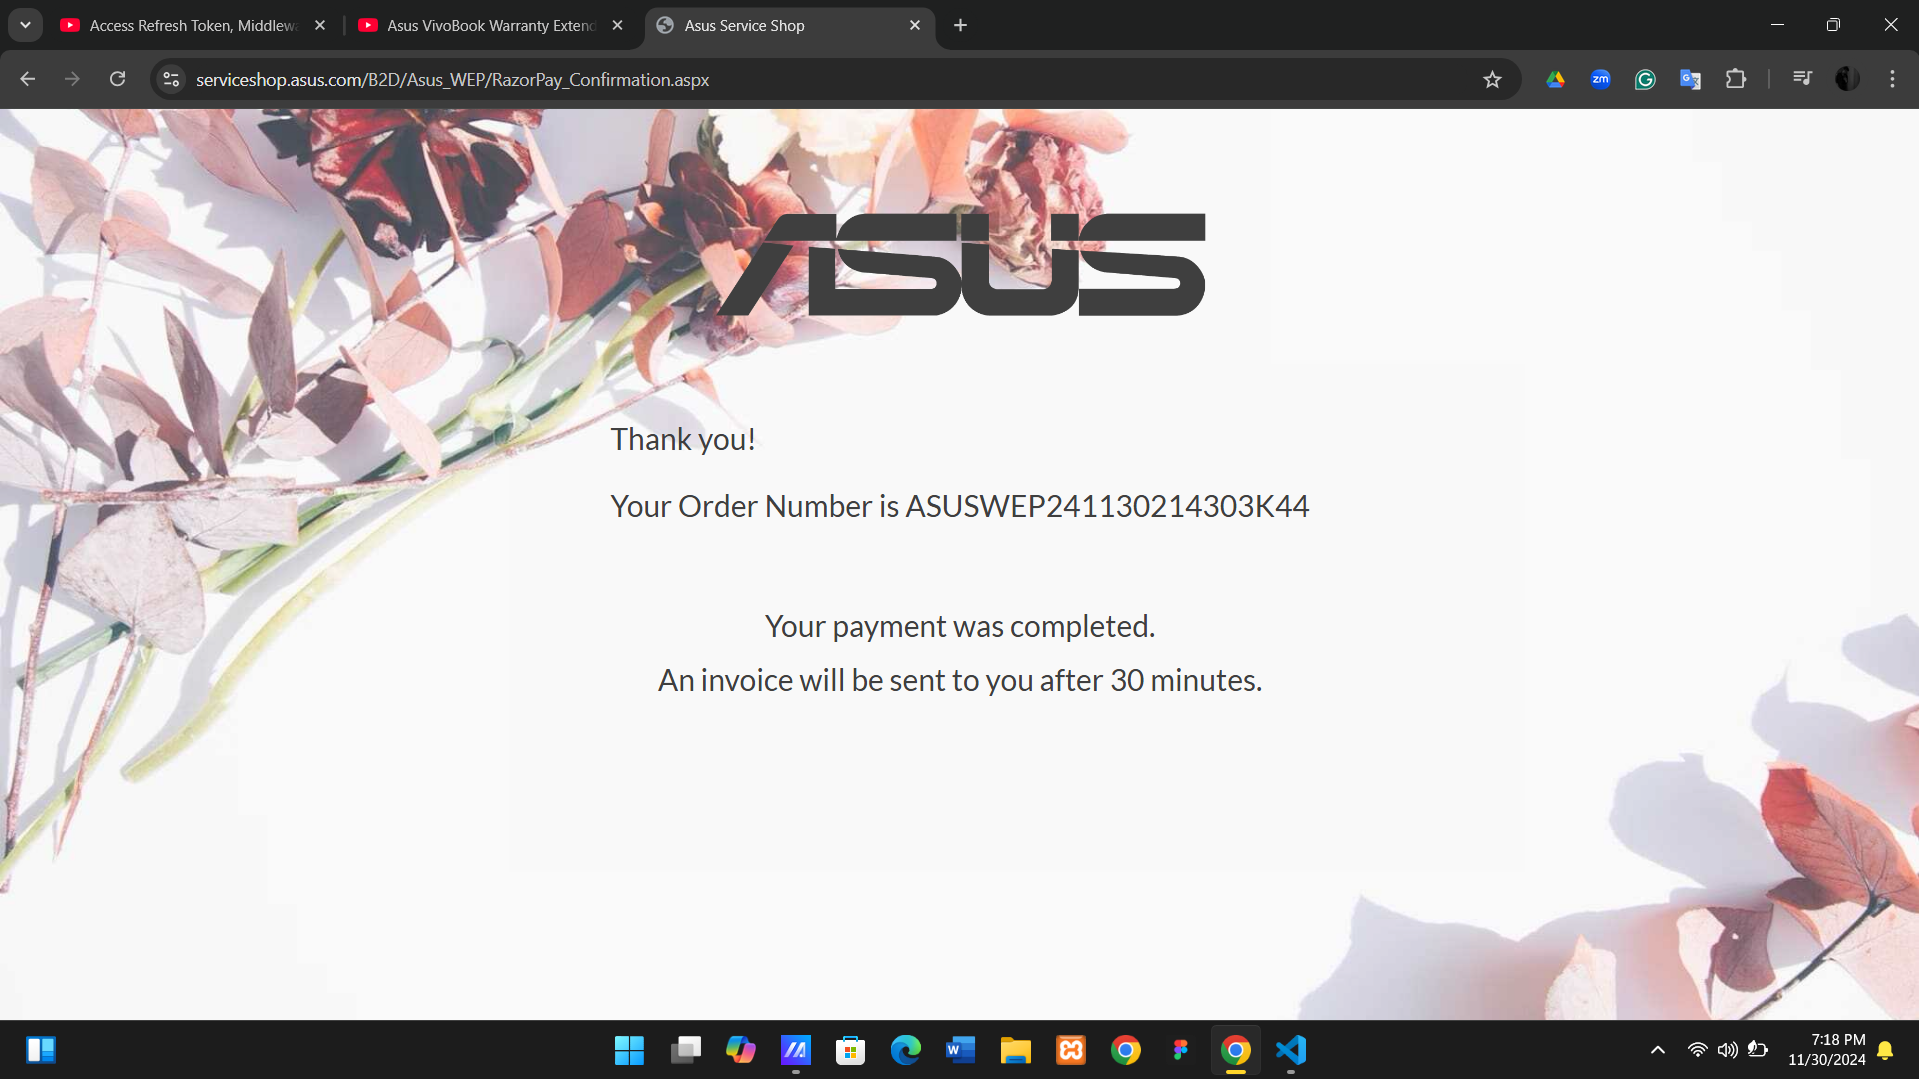 Access Refresh Token, Middlew
Asus VivoBook Warranty Extend
Asus Service Shop
serviceshop.asus.com/B2D/Asus_WEP/RazorPay_Confirmation.aspx
zm
ASUS
Thank you!
Your Order Number is ASUSWEP241130214303K44
Your payment was completed.
An invoice will be sent to you after 30 minutes.
7:18 PM
11/30/2024